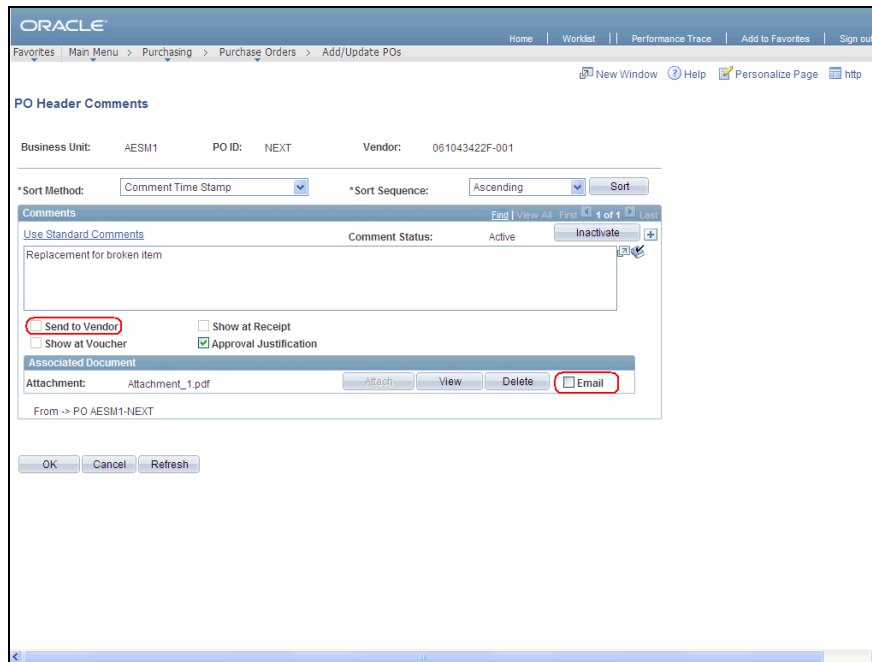 ORACLE
Home | Worklist | | Performance Trace | Add to Favorites | Sign out
Favorites Main Menu > Purchasing > Purchase Orders > Add/Update POs
New Window Help Personalize Page http
PO Header Comments
Business Unit: AESM1 PO ID: NEXT Vendor: 061043422F-001
*Sort Method: Comment Time Stamp *Sort Sequence: Ascending Sort
Comments Find | View All First 1 of 1 Last
Use Standard Comments Comment Status: Active Inactivate
Replacement for broken item
Send to Vendor Show at Receipt
Show at Voucher Approval Justification
Associated Document
Attachment: Attachment_1.pdf Attach View Delete Email
From -> PO AESM1-NEXT
OK Cancel Refresh